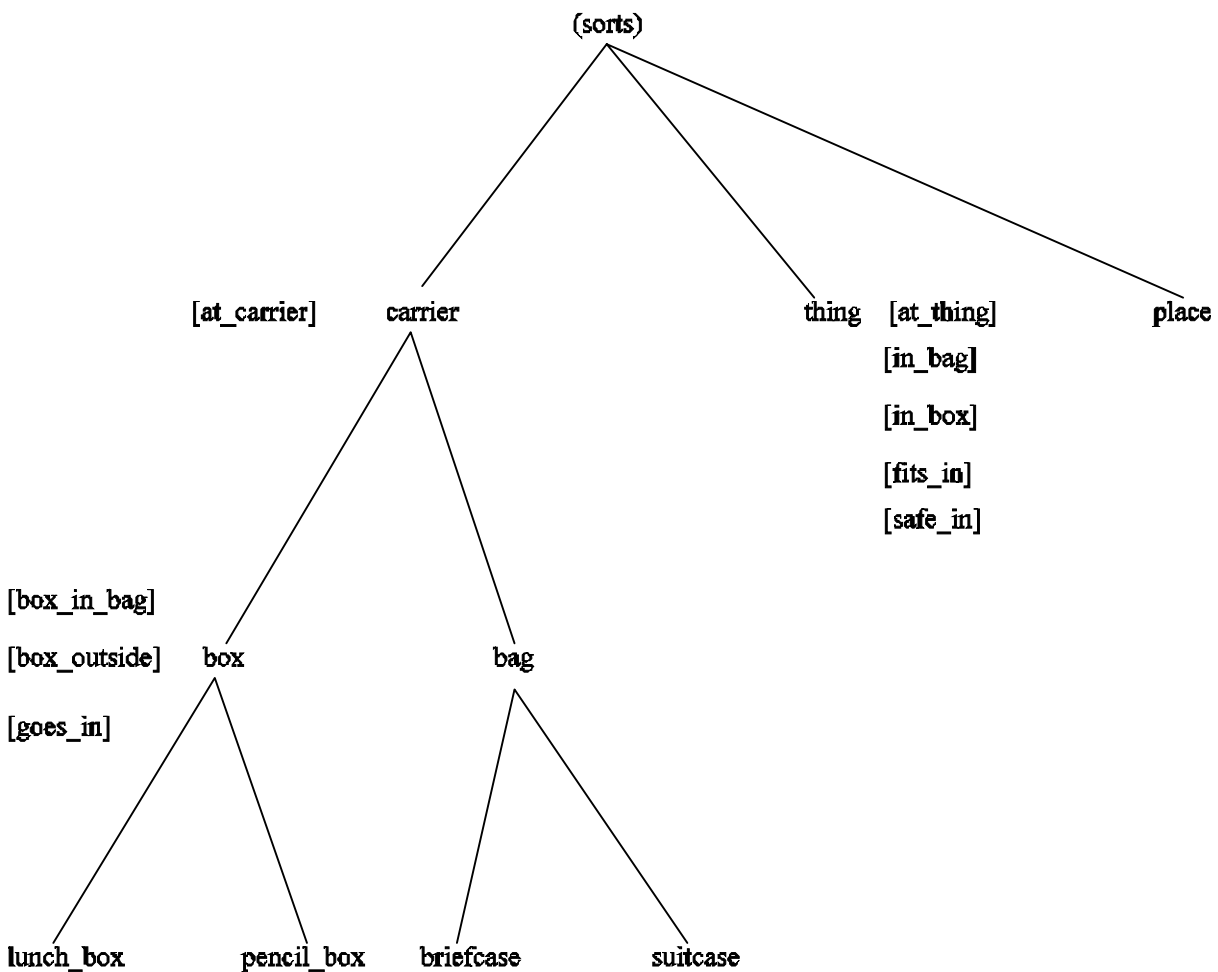 (sorts)
[at_carrier] carrier thing [at_thing] place
[in_bag]
[in_box]
[fits_in]
[safe_in]
[box_in_bag]
[box_outside] box bag
[goes_in]
lunch_box pencil_box briefcase suitcase